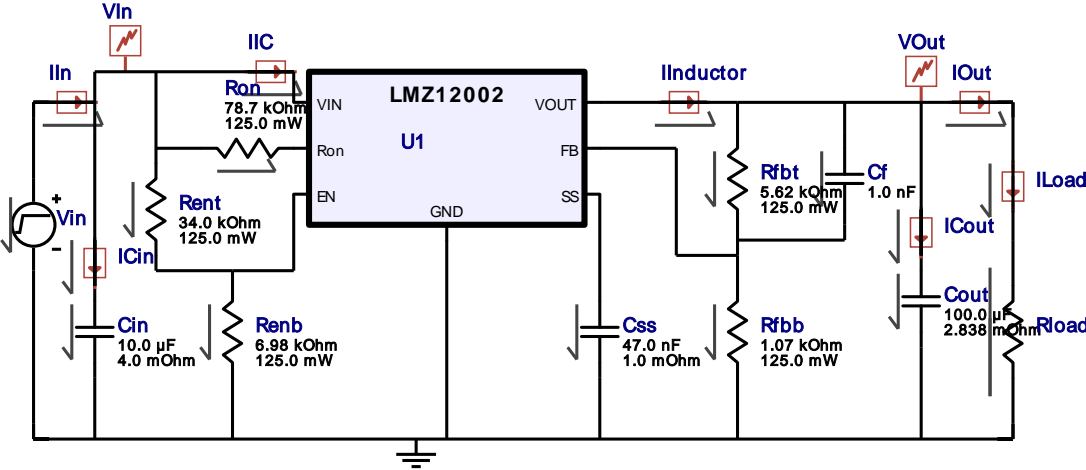 VIn
IIn
IIC
Ron
78.7 kOhm
125.0 mW
LMZ12002
U1
VIN
Ron
EN
GND
VOUT
FB
SS
IInductor
VOut
IOut
ILoad
Rfbt
5.62 kOhm
125.0 mW
Cf
1.0 nF
Rent
34.0 kOhm
125.0 mW
+
Vin
-
ICin
ICout
Cin
10.0 µF
4.0 mOhm
Renb
6.98 kOhm
125.0 mW
Css
47.0 nF
1.0 mOhm
Rfbb
1.07 kOhm
125.0 mW
Cout
100.0 µF
2.838 mOhm
Rload